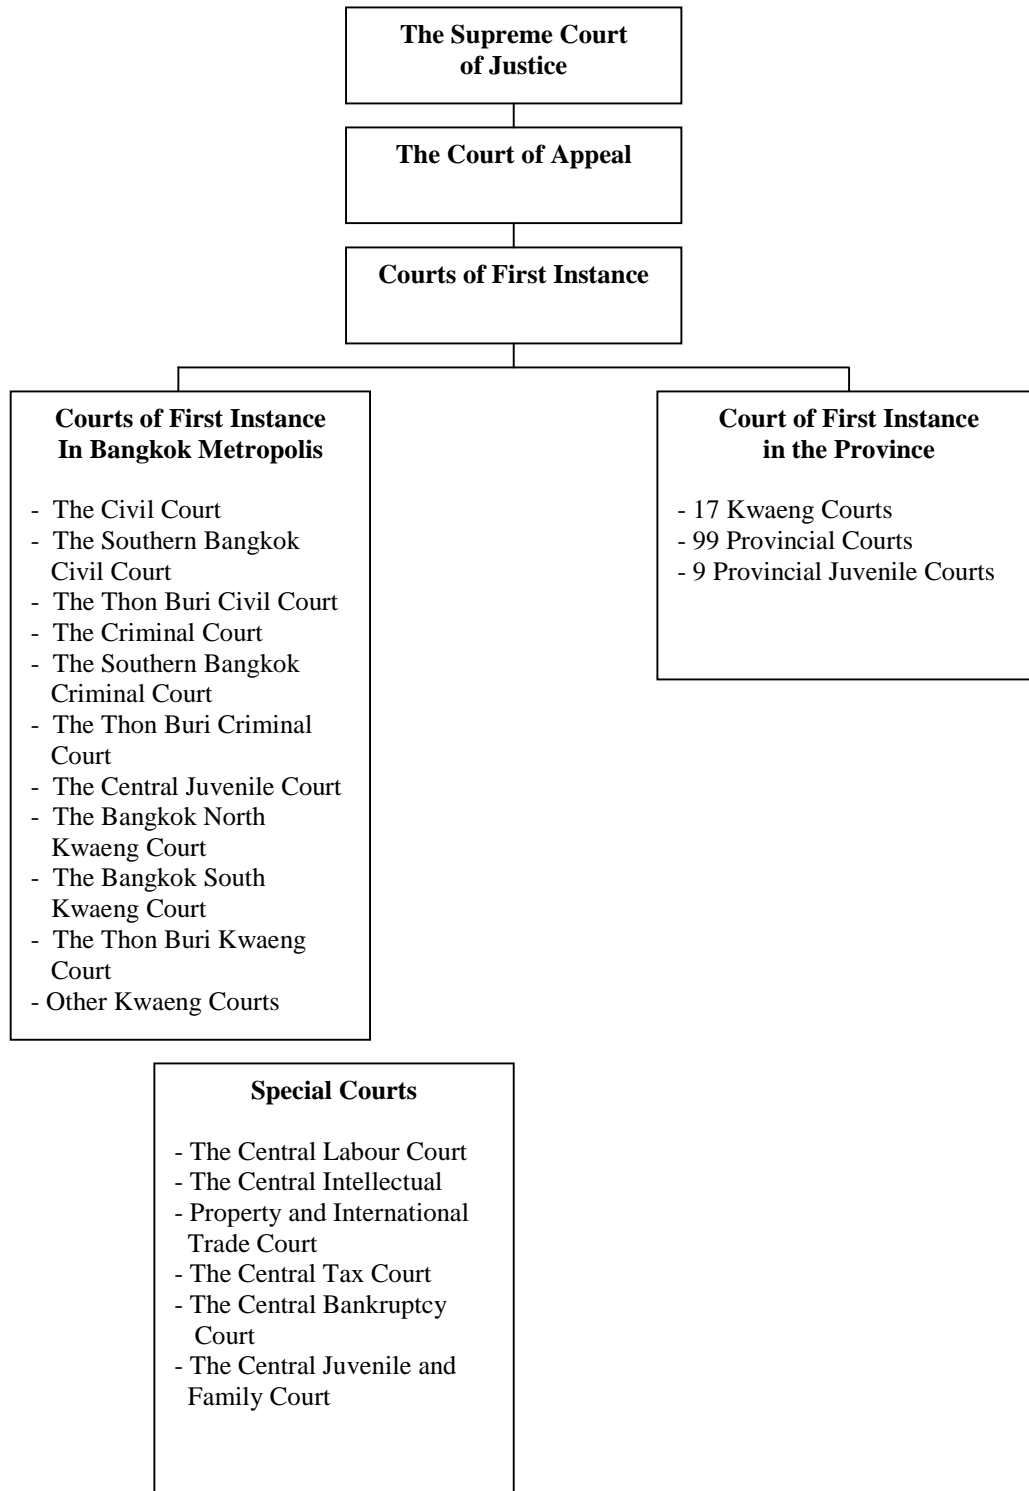 The Supreme Court
of Justice
The Court of Appeal
Courts of First Instance
Courts of First Instance
In Bangkok Metropolis
- The Civil Court
- The Southern Bangkok
Civil Court
- The Thon Buri Civil Court
- The Criminal Court
- The Southern Bangkok
Criminal Court
- The Thon Buri Criminal
Court
- The Central Juvenile Court
- The Bangkok North
Kwaeng Court
- The Bangkok South
Kwaeng Court
- The Thon Buri Kwaeng
Court
- Other Kwaeng Courts
Court of First Instance
in the Province
- 17 Kwaeng Courts
- 99 Provincial Courts
- 9 Provincial Juvenile Courts
Special Courts
- The Central Labour Court
- The Central Intellectual
- Property and International
Trade Court
- The Central Tax Court
- The Central Bankruptcy
Court
- The Central Juvenile and
Family Court